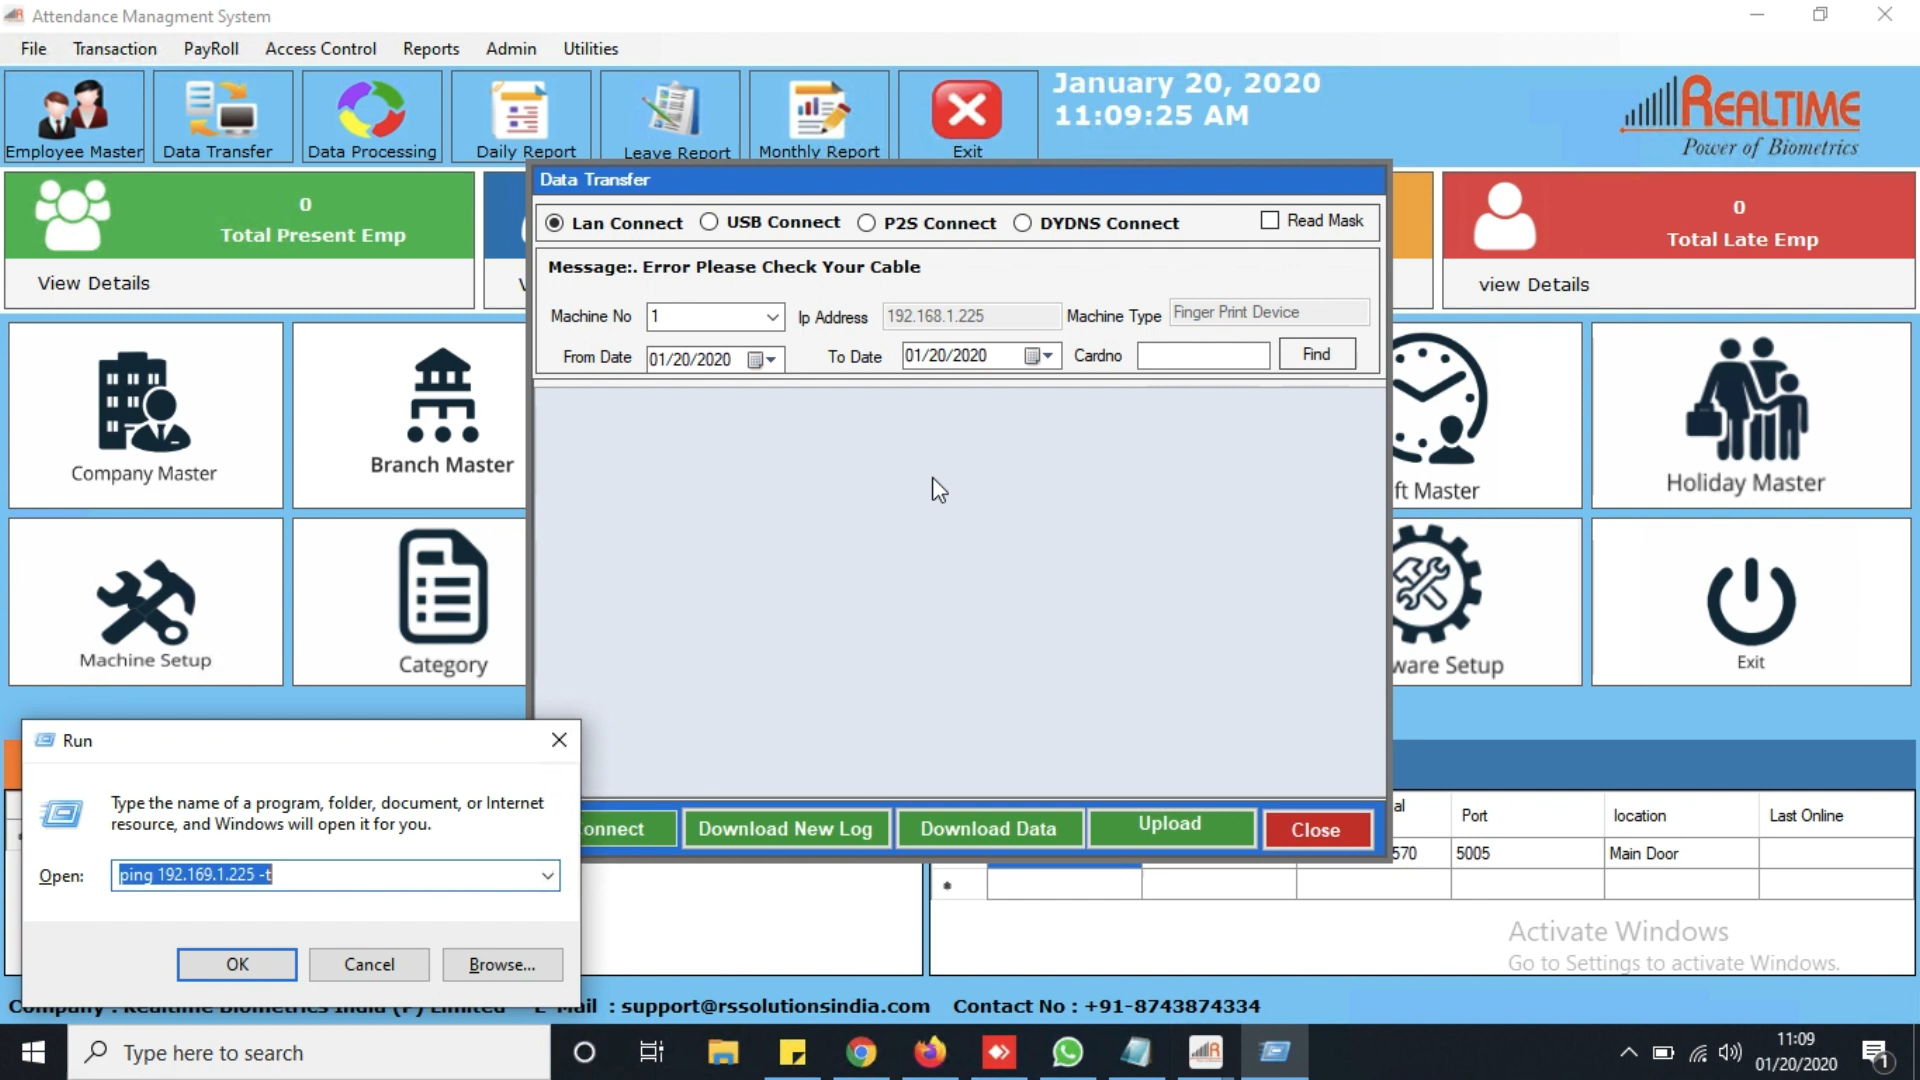 Attendance Managment System
File Transaction PayRoll Access Control Reports Admin Utilities
Employee Master Data Transfer Data Processing Daily Report Leave Report Monthly Report Exit
January 20, 2020
11:09:25 AM
REALTIME
Power of Biometrics
Data Transfer
0
Total Present Emp
View Details
0
Total Late Emp
view Details
Lan Connect USB Connect P2S Connect DYDNS Connect Read Mask
Message:. Error Please Check Your Cable
Machine No 1 Ip Address 192.168.1.225 Machine Type Finger Print Device
From Date 01/20/2020 To Date 01/20/2020 Cardno Find
Company Master Branch Master ft Master Holiday Master
Machine Setup Category ware Setup Exit
Run
Type the name of a program, folder, document, or Internet
resource, and Windows will open it for you.
Open: ping 192.169.1.225 -t
OK Cancel Browse...
onnect Download New Log Download Data Upload Close
al Port location Last Online
570 5005 Main Door
Activate Windows
Go to Settings to activate Windows.
Company : Realtime Biometrics India (P) Limited E-Mail : support@rssolutionsindia.com Contact No : +91-8743874334
Type here to search
11:09
01/20/2020
1